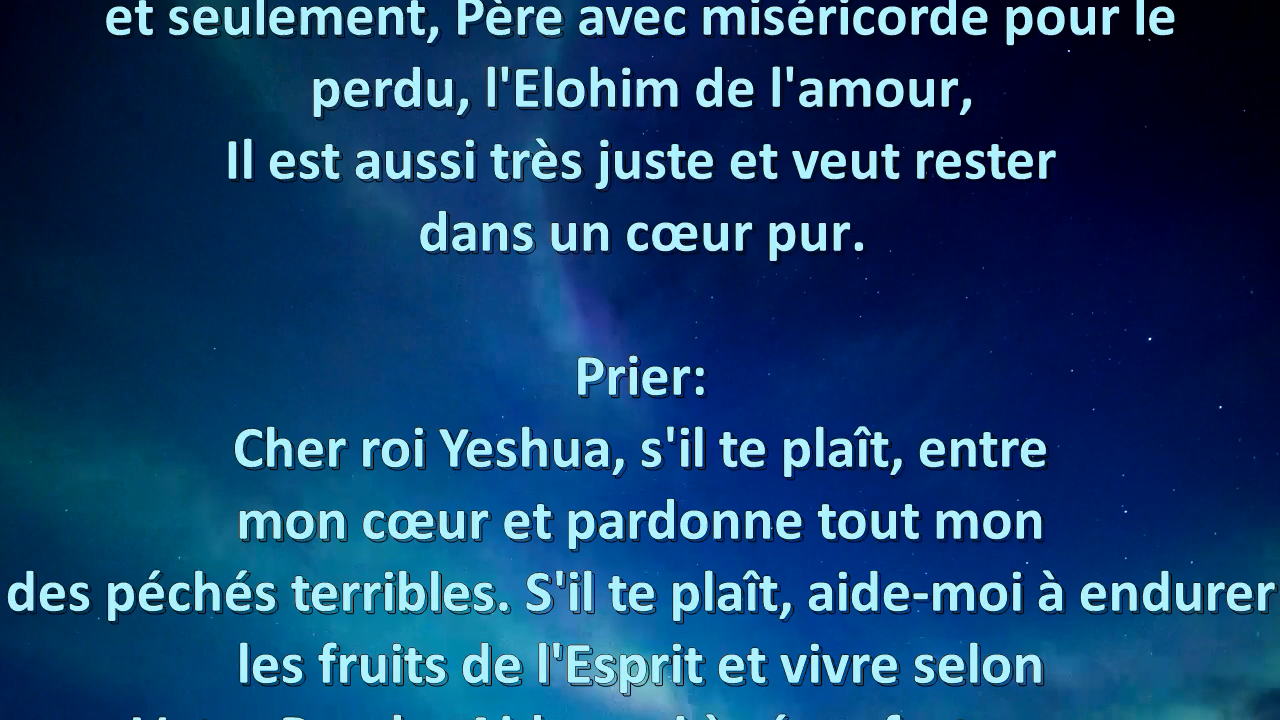 et seulement, Père avec miséricorde pour le
perdu, l'Elohim de l'amour,
Il est aussi très juste et veut rester
dans un cœur pur.
Prier:
Cher roi Yeshua, s'il te plaît, entre
mon cœur et pardonne tout mon
des péchés terribles. S'il te plaît, aide-moi à endurer
les fruits de l'Esprit et vivre selon